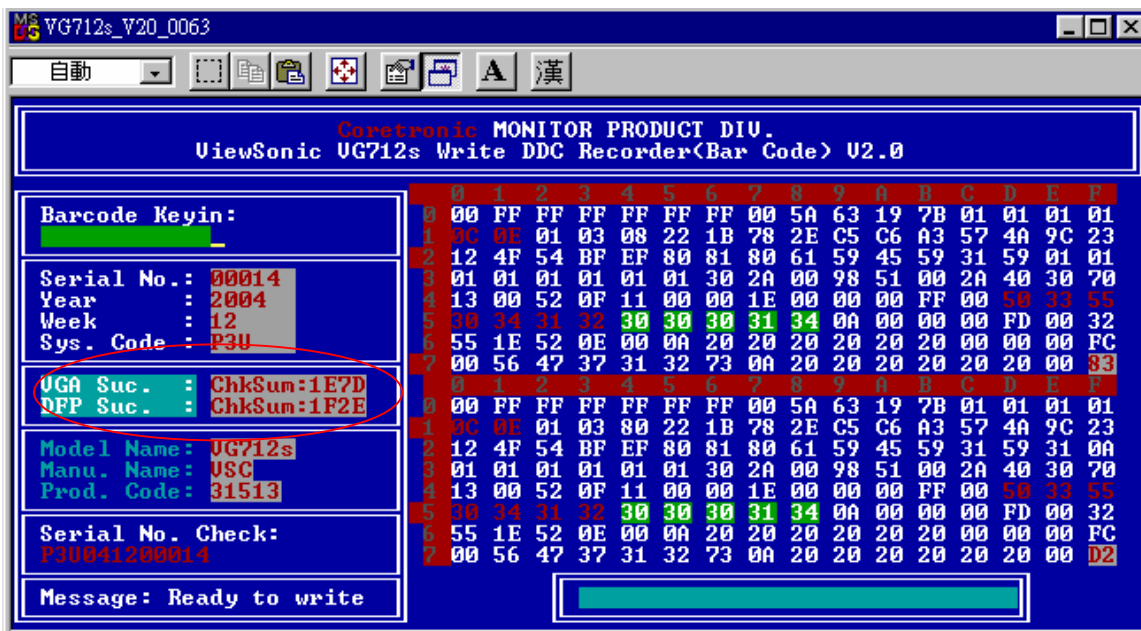 VG712s_V20_0063
自動 A 漢
Coretronic MONITOR PRODUCT DIV.
ViewSonic VG712s Write DDC Recorder(Bar Code) V2.0
Barcode Keyin:
Serial No.: 00014
Year : 2004
Week : 12
Sys. Code : P3U
VGA Suc. : ChkSum:1E7D
DFP Suc. : ChkSum:1F2E
Model Name: VG712s
Manu. Name: VSC
Prod. Code: 31513
Serial No. Check:
P3U041200014
Message: Ready to write
0 1 2 3 4 5 6 7 8 9 A B C D E F
0 00 FF FF FF FF FF FF 00 5A 63 19 7B 01 01 01 01
1 0C 0E 01 03 08 22 1B 78 2E C5 C6 A3 57 4A 9C 23
2 12 4F 54 BF EF 80 81 80 61 59 45 59 31 59 01 01
3 01 01 01 01 01 01 30 2A 00 98 51 00 2A 40 30 70
4 13 00 52 0F 11 00 00 1E 00 00 00 FF 00 50 33 55
5 30 34 31 32 30 30 30 31 34 0A 00 00 00 FD 00 32
6 55 1E 52 0E 00 0A 20 20 20 20 20 20 00 00 00 FC
7 00 56 47 37 31 32 73 0A 20 20 20 20 20 20 00 83
0 1 2 3 4 5 6 7 8 9 A B C D E F
0 00 FF FF FF FF FF FF 00 5A 63 19 7B 01 01 01 01
1 0C 0E 01 03 80 22 1B 78 2E C5 C6 A3 57 4A 9C 23
2 12 4F 54 BF EF 80 81 80 61 59 45 59 31 59 31 0A
3 01 01 01 01 01 01 30 2A 00 98 51 00 2A 40 30 70
4 13 00 52 0F 11 00 00 1E 00 00 00 FF 00 50 33 55
5 30 34 31 32 30 30 30 31 34 0A 00 00 00 FD 00 32
6 55 1E 52 0E 00 0A 20 20 20 20 20 20 00 00 00 FC
7 00 56 47 37 31 32 73 0A 20 20 20 20 20 20 00 D2